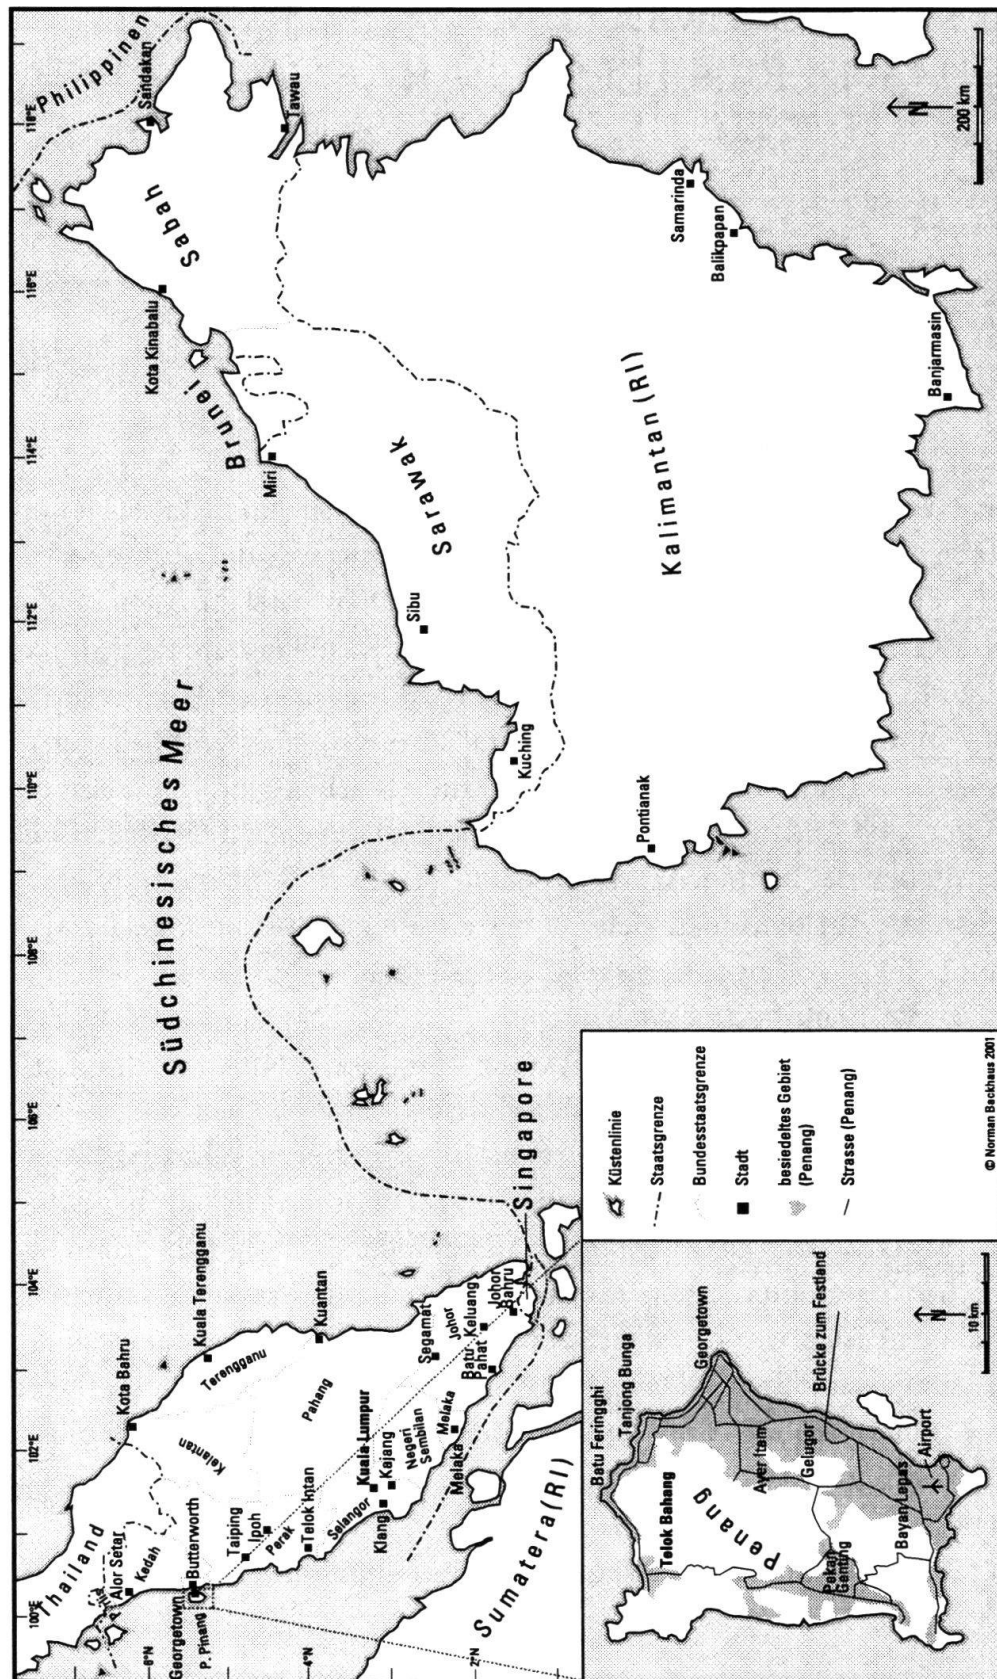 Philippinen
Sandakan
Tawau
Sabah
Kota Kinabalu
Brunei
Miri
Sarawak
Sibu
Kuching
Kalimantan (RI)
Samarinda
Balikpapan
Banjarmasin
Pontianak
Südchinesisches Meer
118°E
116°E
114°E
112°E
110°E
108°E
106°E
104°E
102°E
100°E
6°N
4°N
2°N
N
200 km
Thailand
Alor Setar
Kedah
Georgetown
P. Pinang
Butterworth
Kota Bahru
Kelantan
Kuala Terengganu
Terengganu
Taiping
Ipoh
Perak
Telok Intan
Pahang
Kuantan
Selangor
Kuala Lumpur
Klang
Kajang
Negeri
Sembilan
Melaka
Melaka
Segamat
Johor
Batu
Pahat
Keluang
Johor
Bahru
Singapore
Sumatera (RI)
Küstenlinie
Staatsgrenze
Bundesstaatsgrenze
Stadt
besiedeltes Gebiet
(Penang)
Strasse (Penang)
© Norman Backhaus 2001
Batu Feringghi
Tanjong Bunga
Georgetown
Telok Bahang
Penang
Ayer Itam
Gelugor
Brücke zum Festland
Pekan
Genting
Bayan Lepas
Airport
N
10 km